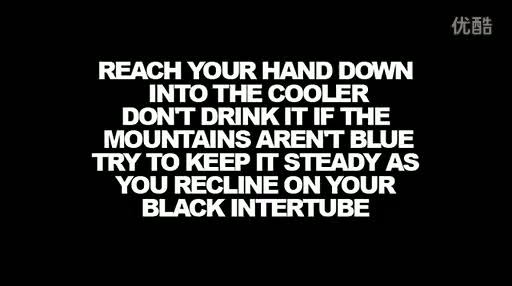 优酷
REACH YOUR HAND DOWN
INTO THE COOLER
DON'T DRINK IT IF THE
MOUNTAINS AREN'T BLUE
TRY TO KEEP IT STEADY AS
YOU RECLINE ON YOUR
BLACK INTERTUBE